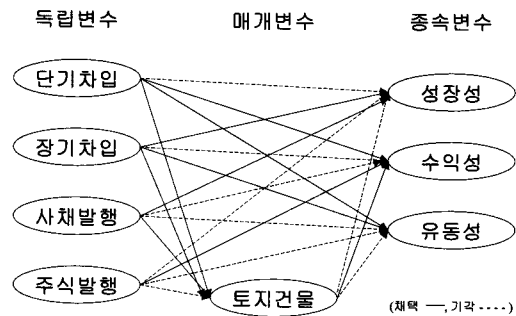 독립변수 매개변수 종속변수
단기차입 성장성
장기차입 수익성
사채발행 유동성
주식발행 토지건물
(채택 —, 기각 ----)